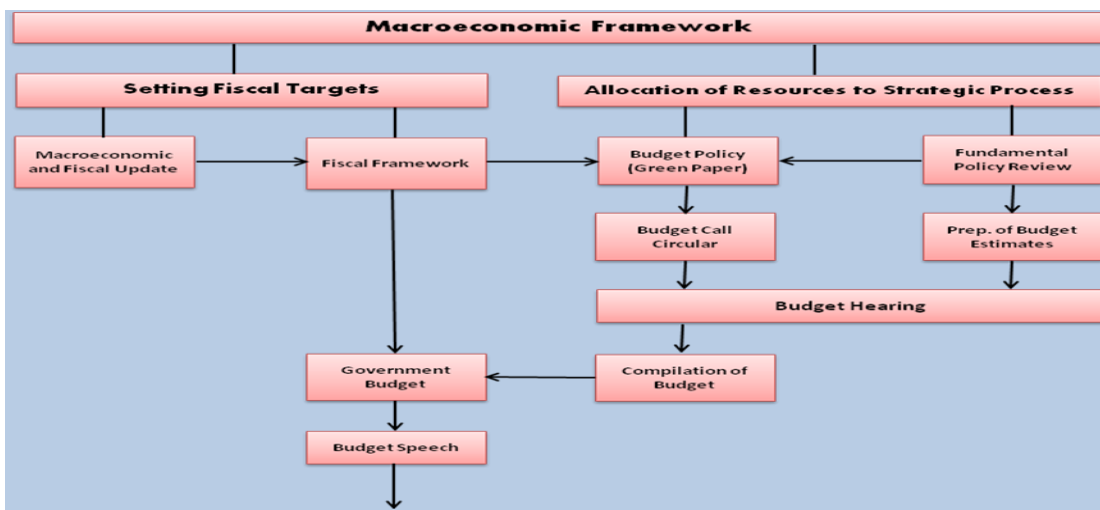 Macroeconomic Framework
Setting Fiscal Targets
Allocation of Resources to Strategic Process
Macroeconomic
and Fiscal Update
Fiscal Framework
Budget Policy
(Green Paper)
Fundamental
Policy Review
Budget Call
Circular
Prep. of Budget
Estimates
Budget Hearing
Government
Budget
Compilation of
Budget
Budget Speech